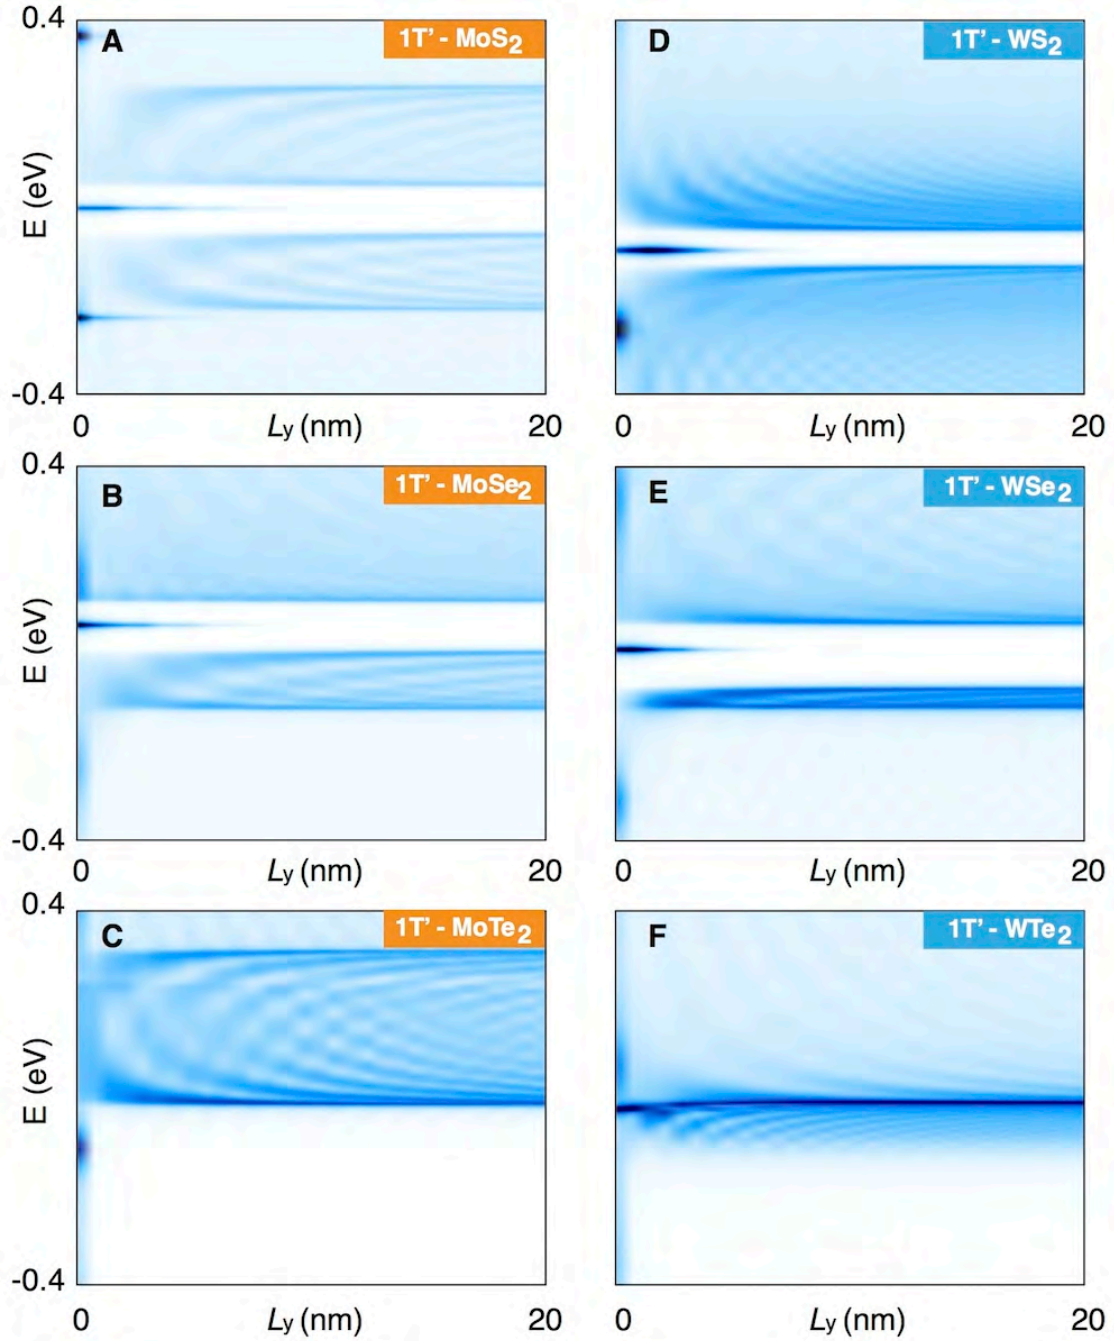 0.4
A
1T' - MoS2
E (eV)
-0.4
0
Ly (nm)
20
D
1T' - WS2
0
Ly (nm)
20
0.4
B
1T' - MoSe2
E (eV)
-0.4
0
Ly (nm)
20
E
1T' - WSe2
0
Ly (nm)
20
0.4
C
1T' - MoTe2
E (eV)
-0.4
0
Ly (nm)
20
F
1T' - WTe2
0
Ly (nm)
20